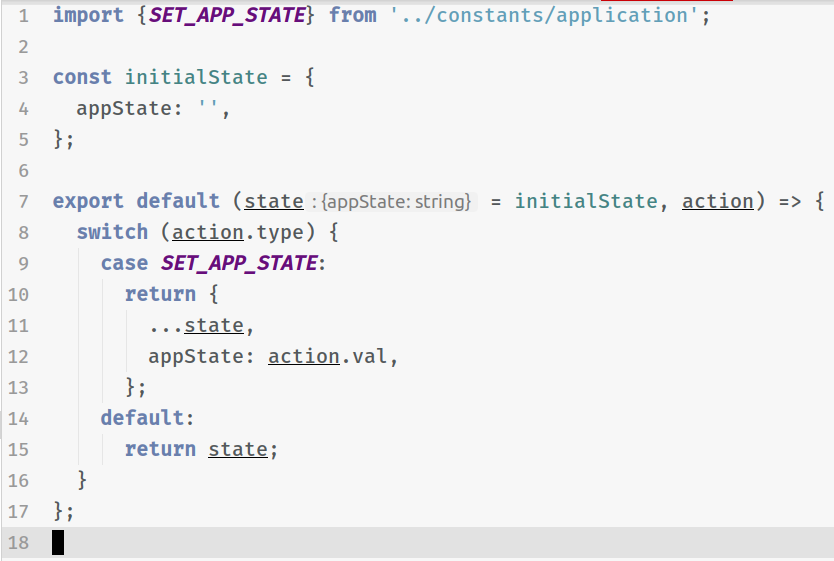 1 import {SET_APP_STATE} from '../constants/application';
2
3 const initialState = {
4   appState: '',
5 };
6
7 export default (state : {appState: string} = initialState, action) => {
8   switch (action.type) {
9     case SET_APP_STATE:
10       return {
11         ...state,
12         appState: action.val,
13       };
14     default:
15       return state;
16   }
17 };
18